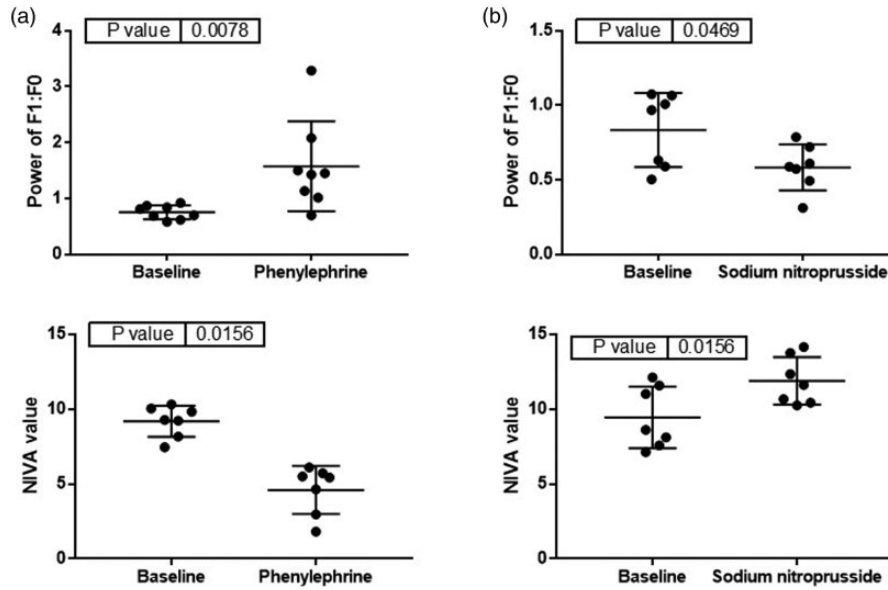 (a)
P value 0.0078
Power of F1:F0
4
3
2
1
0
Baseline Phenylephrine
(b)
P value 0.0469
Power of F1:F0
1.5
1.0
0.5
0.0
Baseline Sodium nitroprusside
P value 0.0156
NIVA value
15
10
5
0
Baseline Phenylephrine
P value 0.0156
NIVA value
15
10
5
0
Baseline Sodium nitroprusside